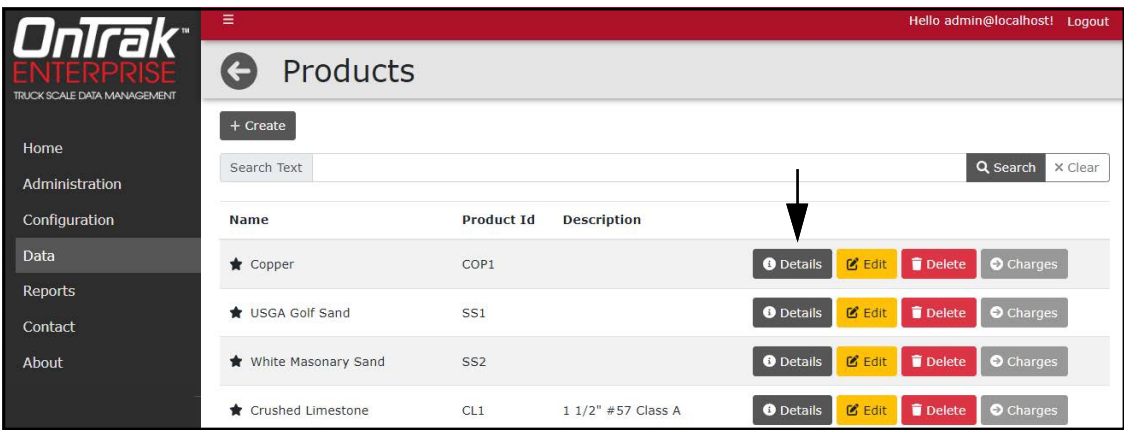 OnTrak™
ENTERPRISE
TRUCK SCALE DATA MANAGEMENT
Home
Administration
Configuration
Data
Reports
Contact
About
Hello admin@localhost! Logout
Products
+ Create
Search Text Search × Clear
Name Product Id Description
Copper COP1 Details Edit Delete Charges
USGA Golf Sand SS1 Details Edit Delete Charges
White Masonary Sand SS2 Details Edit Delete Charges
Crushed Limestone CL1 1 1/2" #57 Class A Details Edit Delete Charges